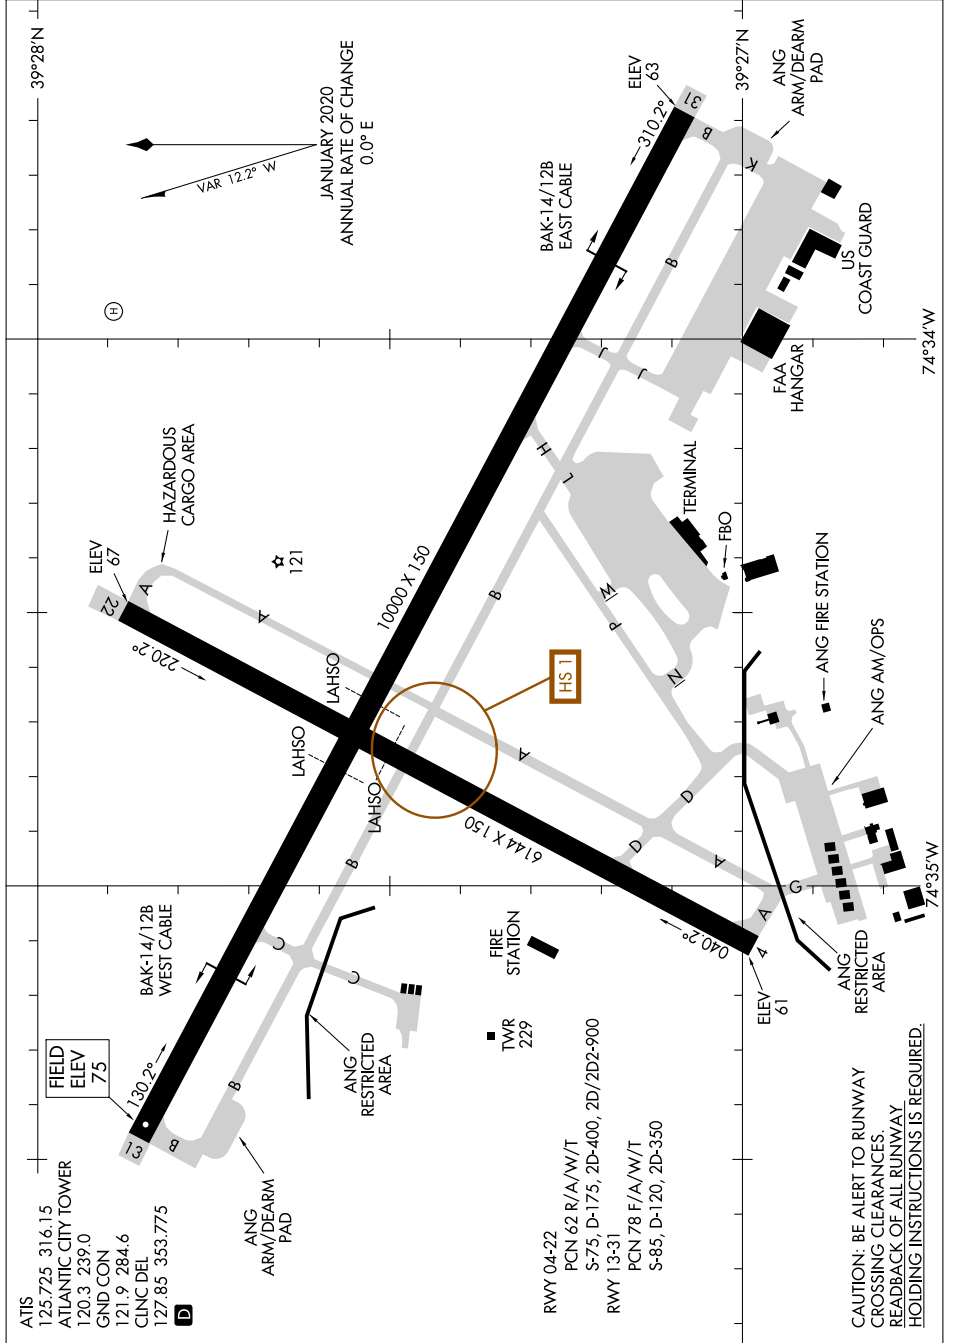 ATIS
125.725 316.15
ATLANTIC CITY TOWER
120.3 239.0
GND CON
121.9 284.6
CLNC DEL
127.85 353.775
D
FIELD
ELEV
75
130.2°
13
B
ANG
ARM/DEARM
PAD
B
BAK-14/12B
WEST CABLE
C
C
ANG
RESTRICTED
AREA
TWR
229
FIRE
STATION
B
LAHSO
LAHSO
LAHSO
HS 1
ELEV
67
22
220.2°
A
HAZARDOUS
CARGO AREA
A
121
10000 X 150
6144 X 150
B
A
H
L
P
M
N
D
D
A
A
G
040.2°
4
ELEV
61
ANG
RESTRICTED
AREA
TERMINAL
FBO
ANG FIRE STATION
ANG AM/OPS
H
VAR 12.2° W
JANUARY 2020
ANNUAL RATE OF CHANGE
0.0° E
BAK-14/12B
EAST CABLE
310.2°
ELEV
63
31
B
B
J
J
K
ANG
ARM/DEARM
PAD
US
COAST GUARD
FAA
HANGAR
39°28'N
39°27'N
74°34'W
74°35'W
RWY 04-22
PCN 62 R/A/W/T
S-75, D-175, 2D-400, 2D/2D2-900
RWY 13-31
PCN 78 F/A/W/T
S-85, D-120, 2D-350
CAUTION: BE ALERT TO RUNWAY
CROSSING CLEARANCES.
READBACK OF ALL RUNWAY
HOLDING INSTRUCTIONS IS REQUIRED.